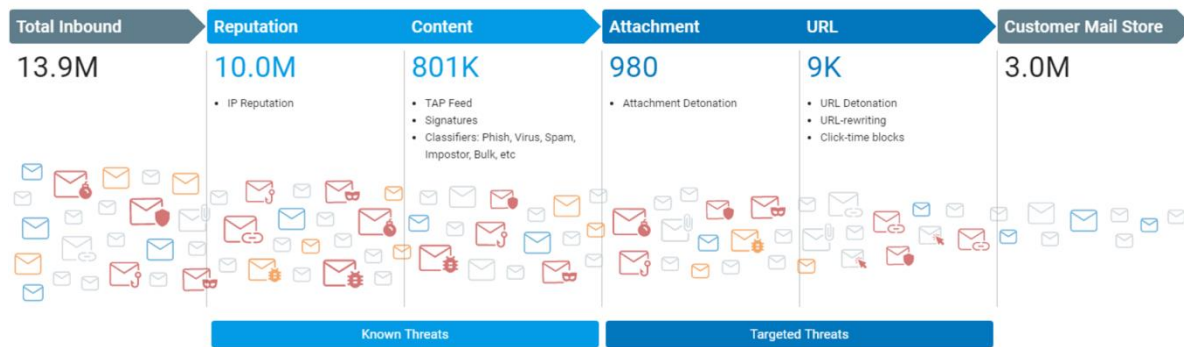 Total Inbound
Reputation
Content
Attachment
URL
Customer Mail Store
13.9M
10.0M
801K
980
9K
3.0M
• IP Reputation
• TAP Feed
• Signatures
• Classifiers: Phish, Virus, Spam,
Impostor, Bulk, etc
• Attachment Detonation
• URL Detonation
• URL-rewriting
• Click-time blocks
Known Threats
Targeted Threats